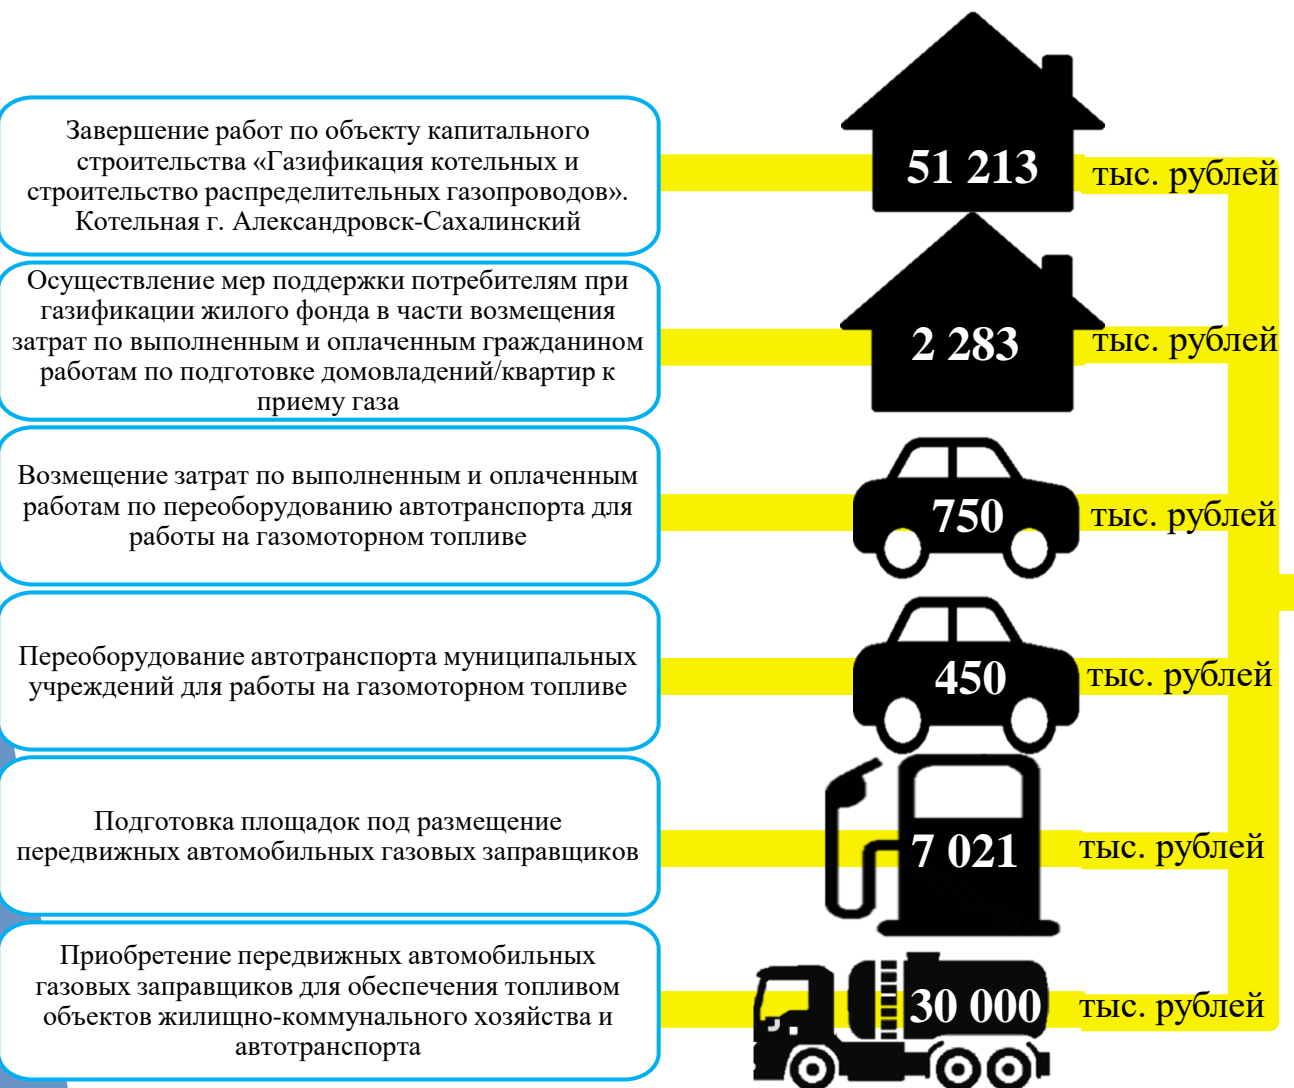 Завершение работ по объекту капитального
строительства «Газификация котельных и
строительство распределительных газопроводов».
Котельная г. Александровск-Сахалинский
51 213 тыс. рублей
Осуществление мер поддержки потребителям при
газификации жилого фонда в части возмещения
затрат по выполненным и оплаченным гражданином
работам по подготовке домовладений/квартир к
приему газа
2 283 тыс. рублей
Возмещение затрат по выполненным и оплаченным
работам по переоборудованию автотранспорта для
работы на газомоторном топливе
750 тыс. рублей
Переоборудование автотранспорта муниципальных
учреждений для работы на газомоторном топливе
450 тыс. рублей
Подготовка площадок под размещение
передвижных автомобильных газовых заправщиков
7 021 тыс. рублей
Приобретение передвижных автомобильных
газовых заправщиков для обеспечения топливом
объектов жилищно-коммунального хозяйства и
автотранспорта
30 000 тыс. рублей